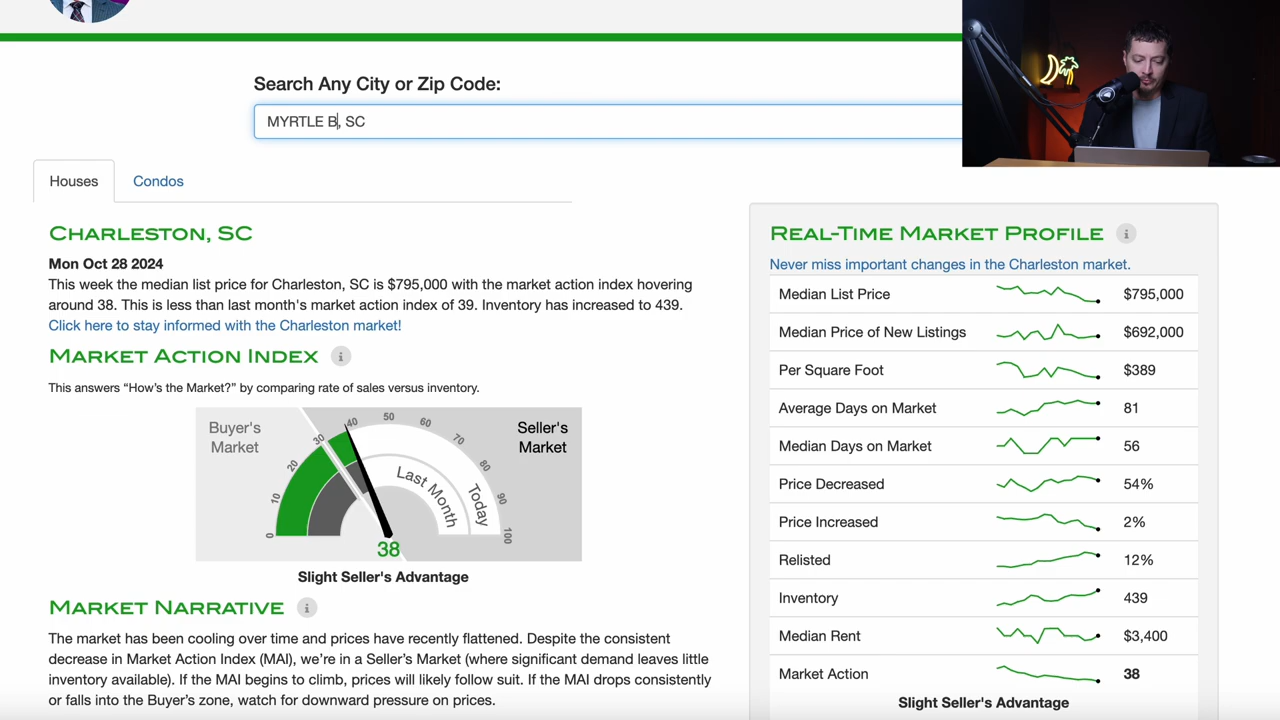 Search Any City or Zip Code:
MYRTLE B, SC
Houses
Condos
CHARLESTON, SC
Mon Oct 28 2024
This week the median list price for Charleston, SC is $795,000 with the market action index hovering
around 38. This is less than last month's market action index of 39. Inventory has increased to 439.
Click here to stay informed with the Charleston market!
MARKET ACTION INDEX i
This answers “How’s the Market?” by comparing rate of sales versus inventory.
Buyer's
Market
Seller's
Market
0
10
20
30
40
50
60
70
80
90
100
Last Month
Today
38
Slight Seller's Advantage
MARKET NARRATIVE i
The market has been cooling over time and prices have recently flattened. Despite the consistent
decrease in Market Action Index (MAI), we’re in a Seller’s Market (where significant demand leaves little
inventory available). If the MAI begins to climb, prices will likely follow suit. If the MAI drops consistently
or falls into the Buyer’s zone, watch for downward pressure on prices.
REAL-TIME MARKET PROFILE i
Never miss important changes in the Charleston market.
Median List Price $795,000
Median Price of New Listings $692,000
Per Square Foot $389
Average Days on Market 81
Median Days on Market 56
Price Decreased 54%
Price Increased 2%
Relisted 12%
Inventory 439
Median Rent $3,400
Market Action 38
Slight Seller's Advantage